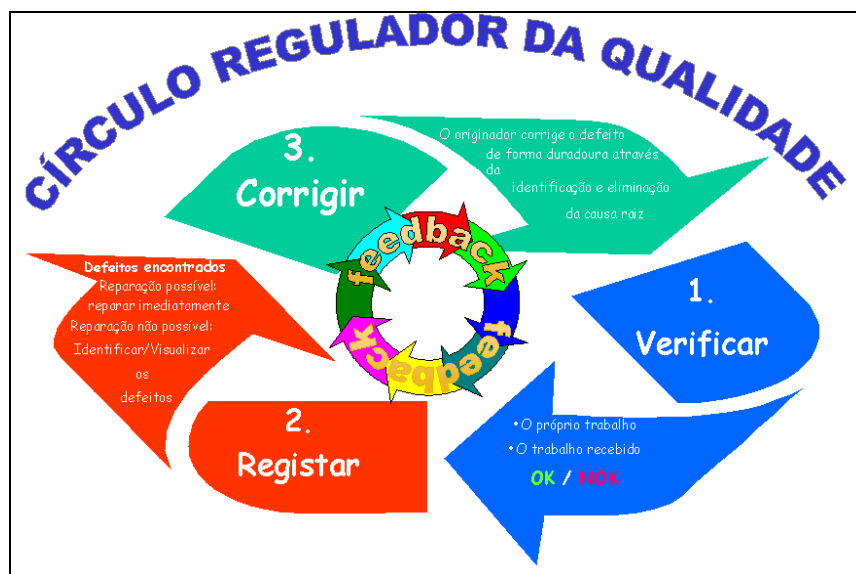 CÍRCULO REGULADOR DA QUALIDADE
3.
Corrigir
O originador corrige o defeito
de forma duradoura através
da
identificação e eliminação
da causa raiz
Defeitos encontrados
Reparação possível:
reparar imediatamente
Reparação não possível:
Identificar/Visualizar
os
defeitos
feedback
feedback
1.
Verificar
2.
Registar
• O próprio trabalho
• O trabalho recebido
OK / NOK